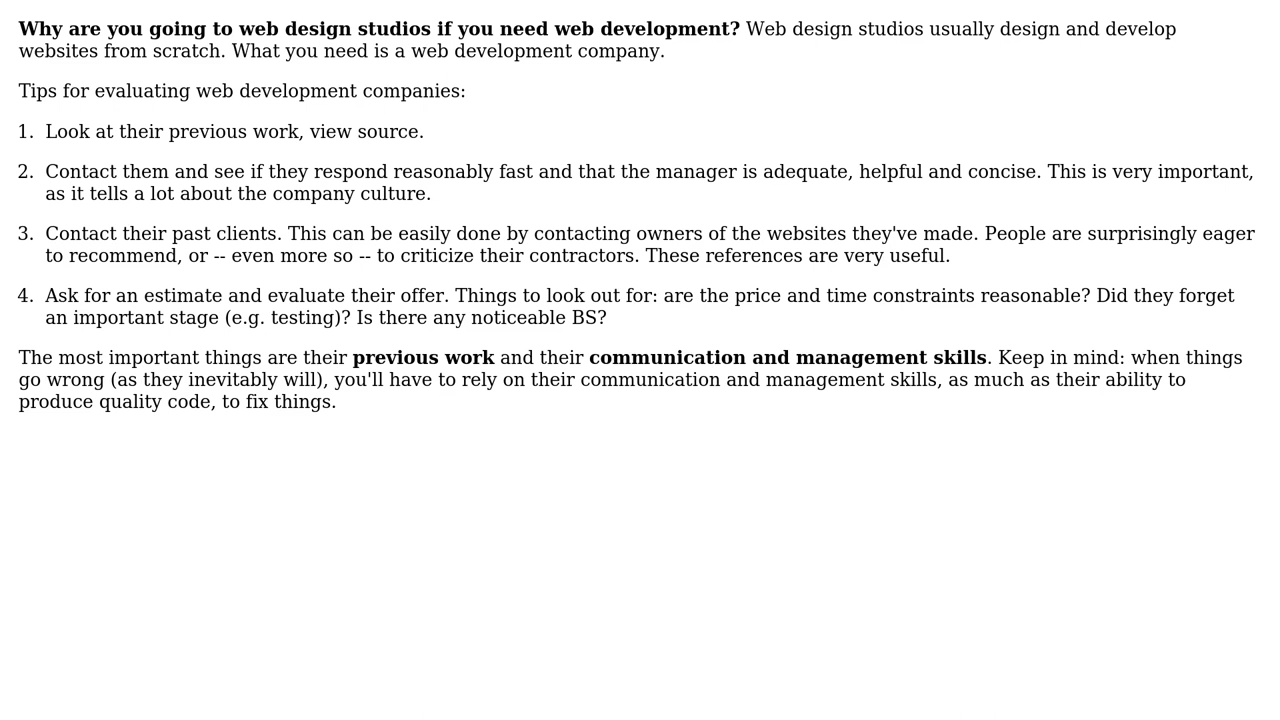 Why are you going to web design studios if you need web development? Web design studios usually design and develop
websites from scratch. What you need is a web development company.
Tips for evaluating web development companies:
1. Look at their previous work, view source.
2. Contact them and see if they respond reasonably fast and that the manager is adequate, helpful and concise. This is very important,
as it tells a lot about the company culture.
3. Contact their past clients. This can be easily done by contacting owners of the websites they've made. People are surprisingly eager
to recommend, or -- even more so -- to criticize their contractors. These references are very useful.
4. Ask for an estimate and evaluate their offer. Things to look out for: are the price and time constraints reasonable? Did they forget
an important stage (e.g. testing)? Is there any noticeable BS?
The most important things are their previous work and their communication and management skills. Keep in mind: when things
go wrong (as they inevitably will), you'll have to rely on their communication and management skills, as much as their ability to
produce quality code, to fix things.